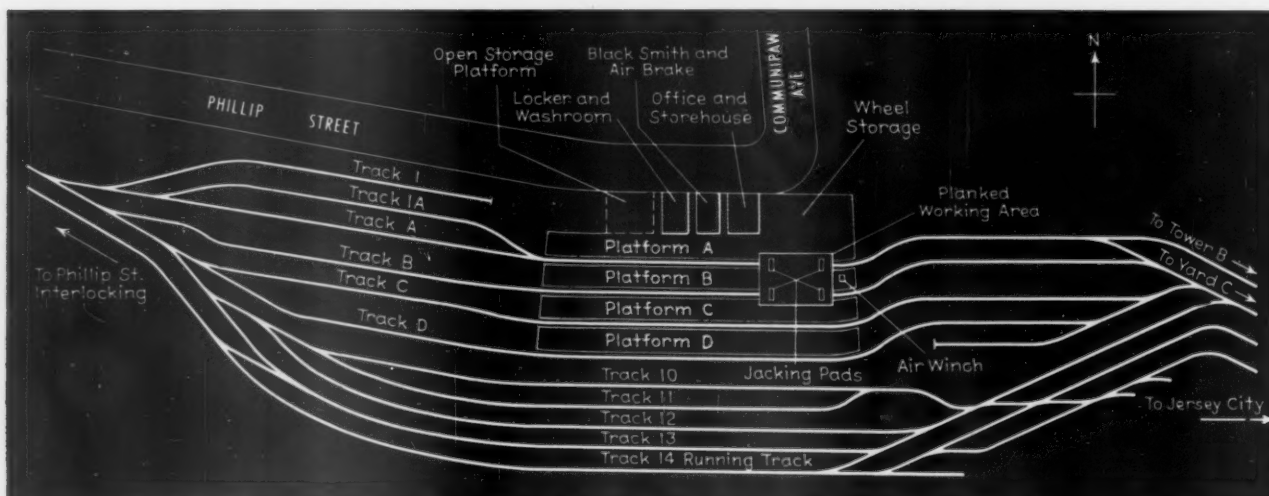 Open Storage
Platform
Black Smith and
Air Brake
COMMUNIPAW
AVE
N
PHILLIP STREET
Locker and
Washroom
Office and
Storehouse
Wheel
Storage
Track 1
Track 1A
Track A
Planked
Working Area
Platform A
To Tower B
To Yard C
To Phillip St.
Interlocking
Track B
Platform B
Track C
Platform C
Track D
Platform D
Track 10
Jacking Pads
Air Winch
Track 11
To Jersey City
Track 12
Track 13
Track 14 Running Track